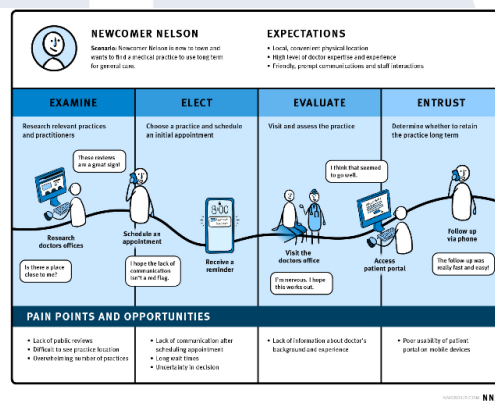 NEWCOMER NELSON
Scenario: Newcomer Nelson is new to town and
wants to find a medical practice to use long term
for general care.
EXPECTATIONS
• Local, convenient physical location
• High level of doctor expertise and experience
• Friendly, prompt communications and staff interactions
EXAMINE
ELECT
EVALUATE
ENTRUST
Research relevant practices
and practitioners
Choose a practice and schedule
an initial appointment
Visit and assess the practice
Determine whether to retain
the practice long term
These reviews
are a great sign!
Research
doctors offices
Is there a place
close to me?
Schedule an
appointment
I hope the lack of
communication
isn't a red flag.
DOC
Receive a
reminder
Visit the
doctors office
I'm nervous. I hope
this works out.
I think that seemed
to go well.
Access
patient portal
Follow up
via phone
The follow-up was
really fast and easy!
PAIN POINTS AND OPPORTUNITIES
• Lack of public reviews
• Difficult to see practice location
• Overwhelming number of practices
• Lack of communication after
scheduling appointment
• Long wait times
• Uncertainty in decision
• Lack of information about doctor's
background and experience
• Poor usability of patient
portal on mobile devices
NNGROUP.COM NN